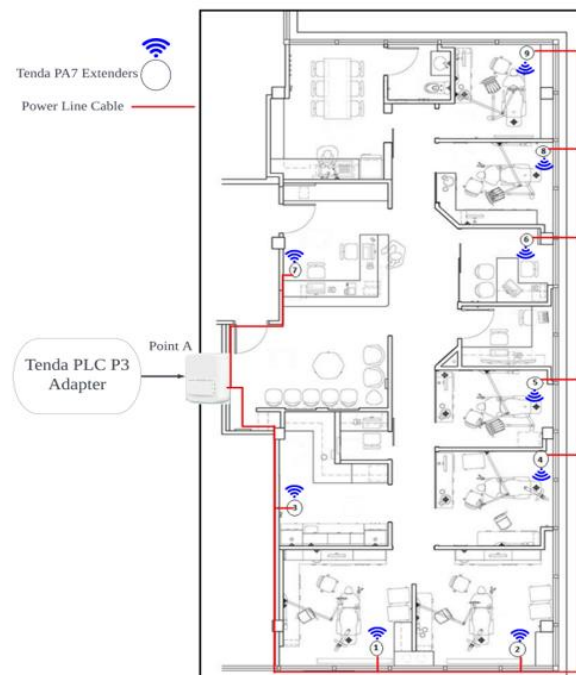 Tenda PA7 Extenders
Power Line Cable
9
8
6
7
Point A
Tenda PLC P3
Adapter
5
4
3
1
2